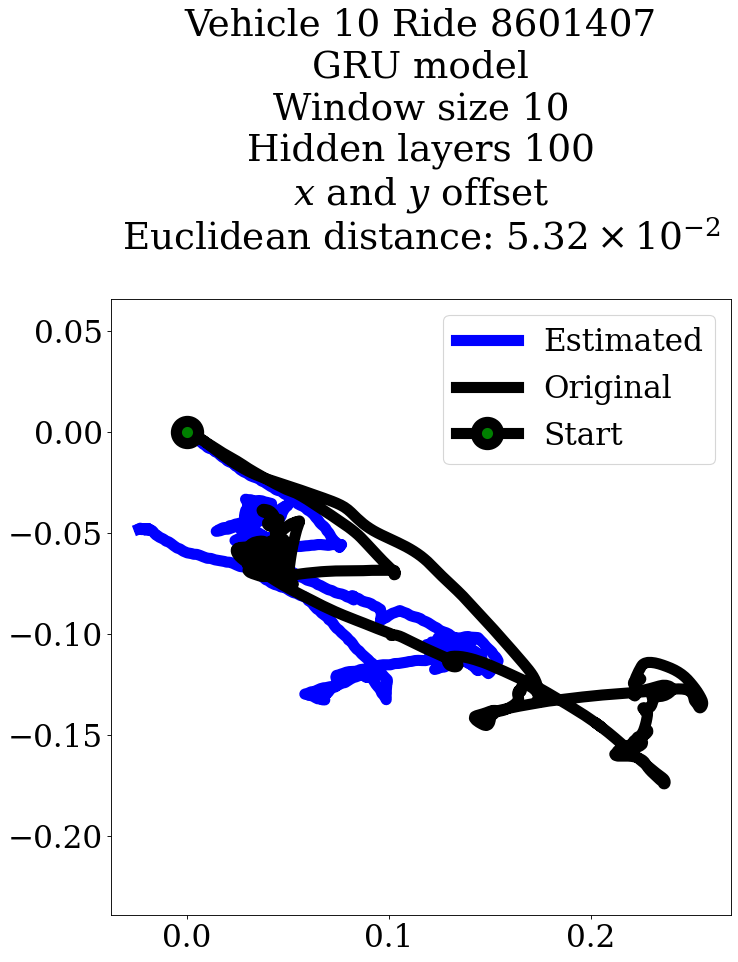 Vehicle 10 Ride 8601407
GRU model
Window size 10
Hidden layers 100
x and y offset
Euclidean distance: 5.32 × 10⁻²
Estimated
Original
Start
0.05
0.00
−0.05
−0.10
−0.15
−0.20
0.0 0.1 0.2